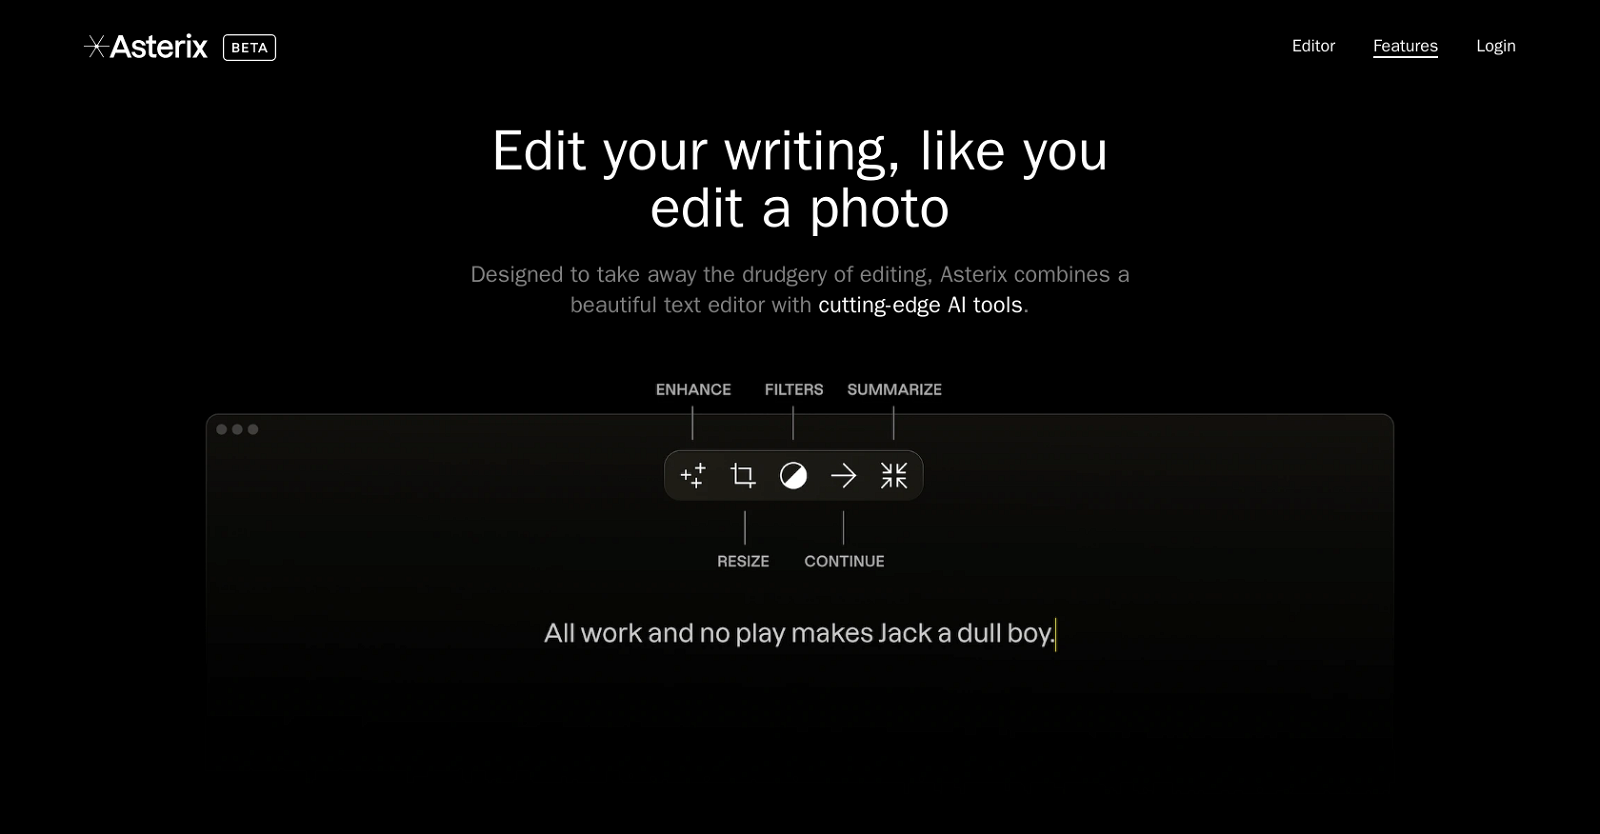 Asterix BETA
Editor Features Login
Edit your writing, like you
edit a photo
Designed to take away the drudgery of editing, Asterix combines a
beautiful text editor with cutting-edge AI tools.
ENHANCE FILTERS SUMMARIZE
RESIZE CONTINUE
All work and no play makes Jack a dull boy.